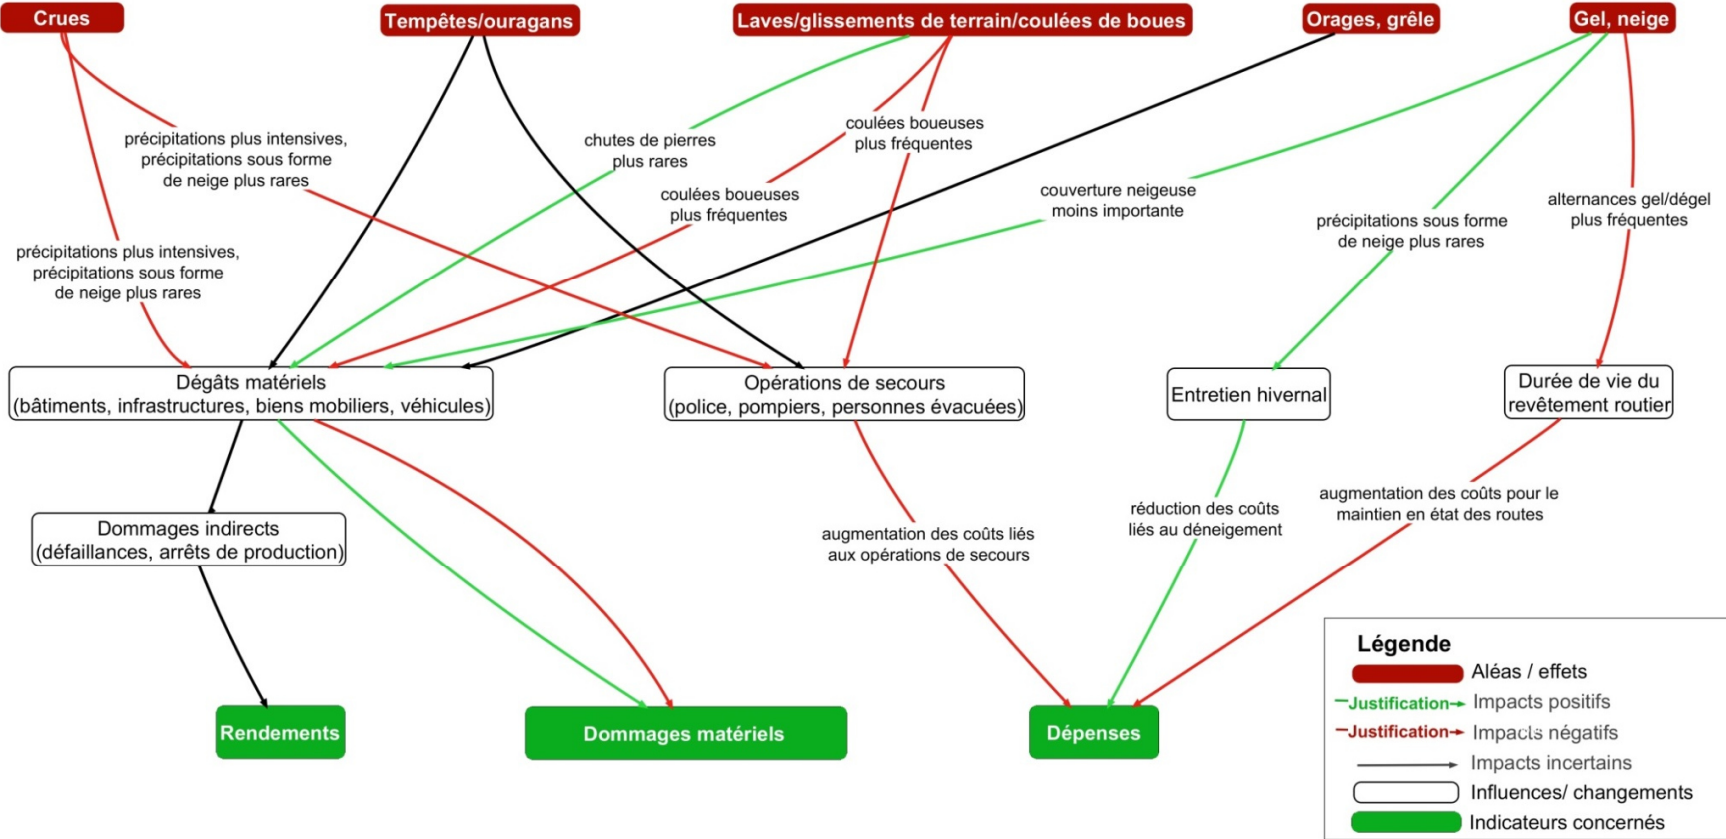 Crues
Tempêtes/ouragans
Laves/glissements de terrain/coulées de boues
Orages, grêle
Gel, neige
précipitations plus intensives,
précipitations sous forme
de neige plus rares
chutes de pierres
plus rares
coulées boueuses
plus fréquentes
coulées boueuses
plus fréquentes
couverture neigeuse
moins importante
précipitations sous forme
de neige plus rares
alternances gel/dégel
plus fréquentes
précipitations plus intensives,
précipitations sous forme
de neige plus rares
Dégâts matériels
(bâtiments, infrastructures, biens mobiliers, véhicules)
Opérations de secours
(police, pompiers, personnes évacuées)
Entretien hivernal
Durée de vie du
revêtement routier
Dommages indirects
(défaillances, arrêts de production)
augmentation des coûts liés
aux opérations de secours
réduction des coûts
liés au déneigement
augmentation des coûts pour le
maintien en état des routes
Rendements
Dommages matériels
Dépenses
Légende
Aléas / effets
Justification Impacts positifs
Justification Impacts négatifs
Impacts incertains
Influences/ changements
Indicateurs concernés